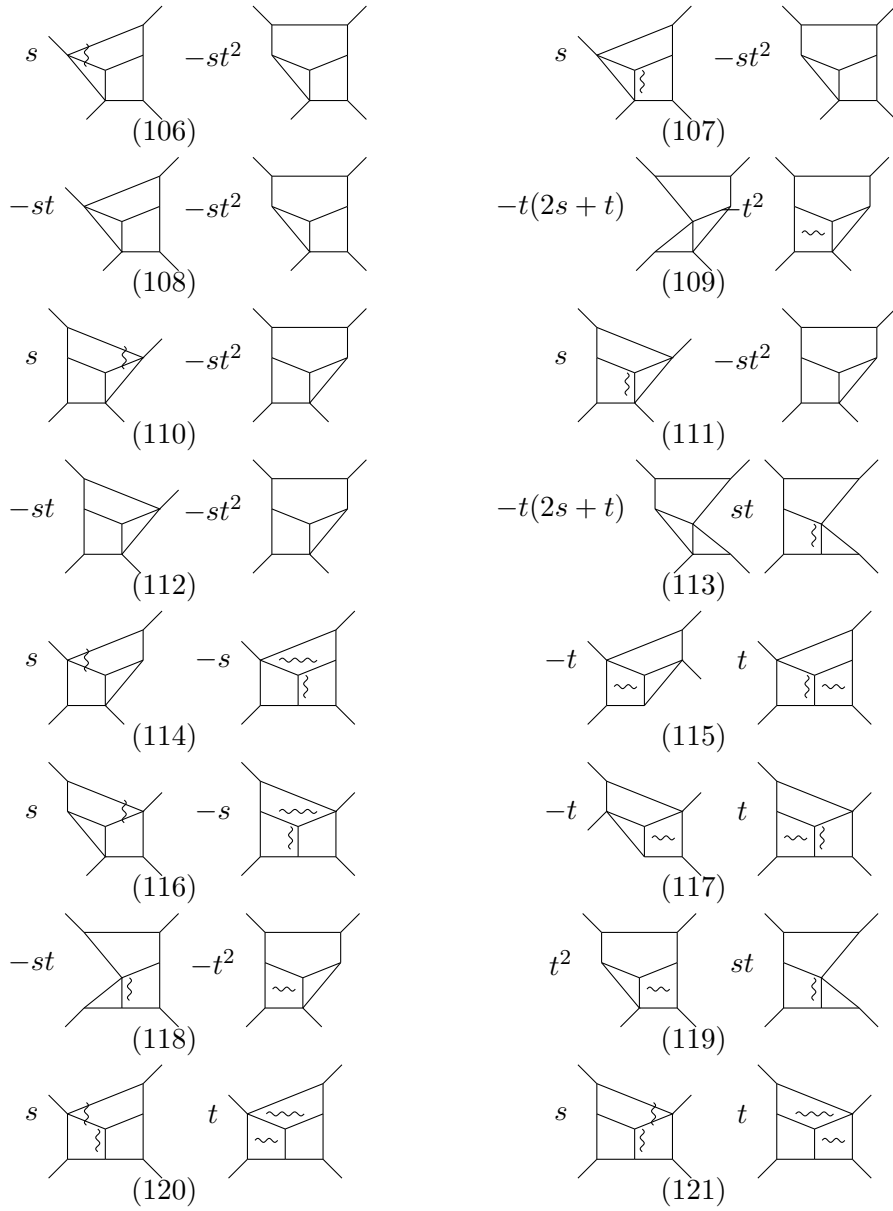 s −st² s −st²
(106) (107)
−st −st² −t(2s + t) −t²
(108) (109)
s −st² s −st²
(110) (111)
−st −st² −t(2s + t) st
(112) (113)
s −s −t t
(114) (115)
s −s −t t
(116) (117)
−st −t² t² st
(118) (119)
s t s t
(120) (121)